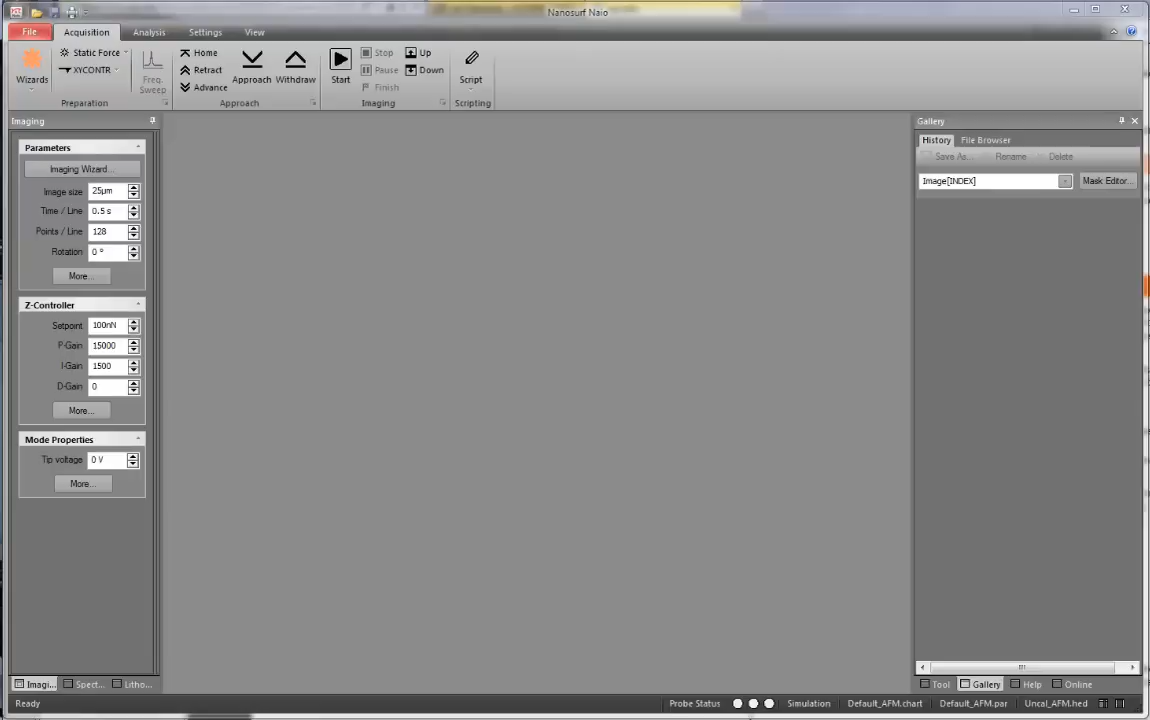 Nanosurf Naio
File Acquisition Analysis Settings View
Wizards
Static Force
XYCONTR
Freq. Sweep
Preparation
Home
Retract
Advance
Approach
Withdraw
Approach
Start
Stop
Pause
Finish
Up
Down
Imaging
Script
Scripting
Imaging
Parameters
Imaging Wizard...
Image size 25µm
Time / Line 0.5 s
Points / Line 128
Rotation 0 °
More...
Z-Controller
Setpoint 100nN
P-Gain 15000
I-Gain 1500
D-Gain 0
More...
Mode Properties
Tip voltage 0 V
More...
Imagi... Spect... Litho...
Gallery
History File Browser
Save As... Rename Delete
Image[INDEX] Mask Editor...
Tool Gallery Help Online
Ready Probe Status Simulation Default_AFM.chart Default_AFM.par Uncal_AFM.hed